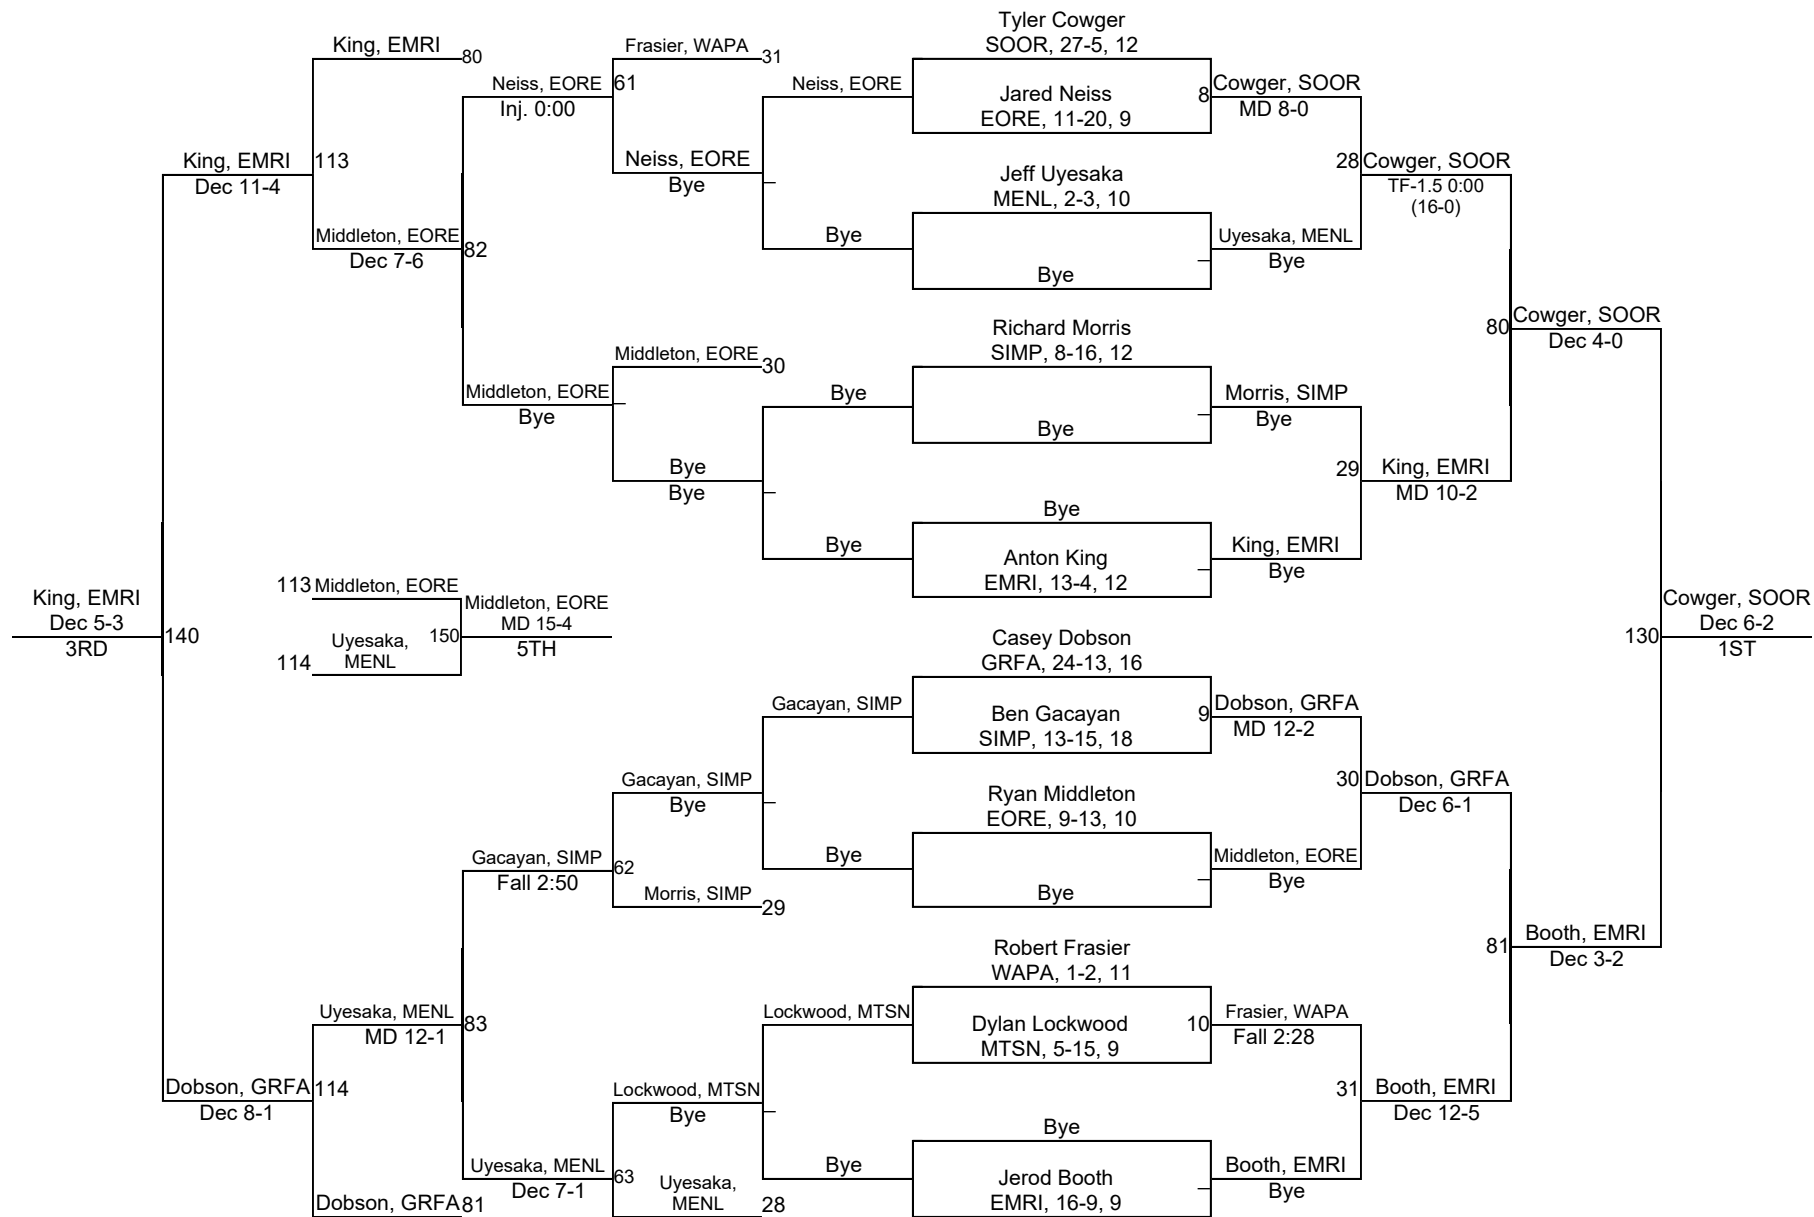 King, EMRI
80
Frasier, WAPA
31
Neiss, EORE
61
Inj. 0:00
Neiss, EORE
Tyler Cowger
SOOR, 27-5, 12
Jared Neiss
EORE, 11-20, 9
8
Cowger, SOOR
MD 8-0
King, EMRI
113
Dec 11-4
Neiss, EORE
Bye
Jeff Uyesaka
MENL, 2-3, 10
28
Cowger, SOOR
TF-1.5 0:00
(16-0)
Middleton, EORE
82
Dec 7-6
Bye
Bye
Uyesaka, MENL
Bye
Middleton, EORE
30
Richard Morris
SIMP, 8-16, 12
80
Cowger, SOOR
Dec 4-0
Middleton, EORE
Bye
Bye
Bye
Morris, SIMP
Bye
Bye
Bye
29
King, EMRI
MD 10-2
Bye
Bye
Anton King
EMRI, 13-4, 12
King, EMRI
Bye
King, EMRI
Dec 5-3
3RD
140
113
Middleton, EORE
114
Uyesaka,
MENL
150
Middleton, EORE
MD 15-4
5TH
130
Cowger, SOOR
Dec 6-2
1ST
Casey Dobson
GRFA, 24-13, 16
Gacayan, SIMP
Ben Gacayan
SIMP, 13-15, 18
9
Dobson, GRFA
MD 12-2
Gacayan, SIMP
Bye
Ryan Middleton
EORE, 9-13, 10
30
Dobson, GRFA
Dec 6-1
Gacayan, SIMP
62
Fall 2:50
Bye
Bye
Middleton, EORE
Bye
Morris, SIMP
29
Robert Frasier
WAPA, 1-2, 11
81
Booth, EMRI
Dec 3-2
Uyesaka, MENL
83
MD 12-1
Lockwood, MTSN
Dylan Lockwood
MTSN, 5-15, 9
10
Frasier, WAPA
Fall 2:28
Dobson, GRFA
114
Dec 8-1
Lockwood, MTSN
Bye
31
Booth, EMRI
Dec 12-5
Uyesaka, MENL
63
Dec 7-1
Uyesaka,
MENL
28
Bye
Bye
Jerod Booth
EMRI, 16-9, 9
Booth, EMRI
Bye
Dobson, GRFA
81